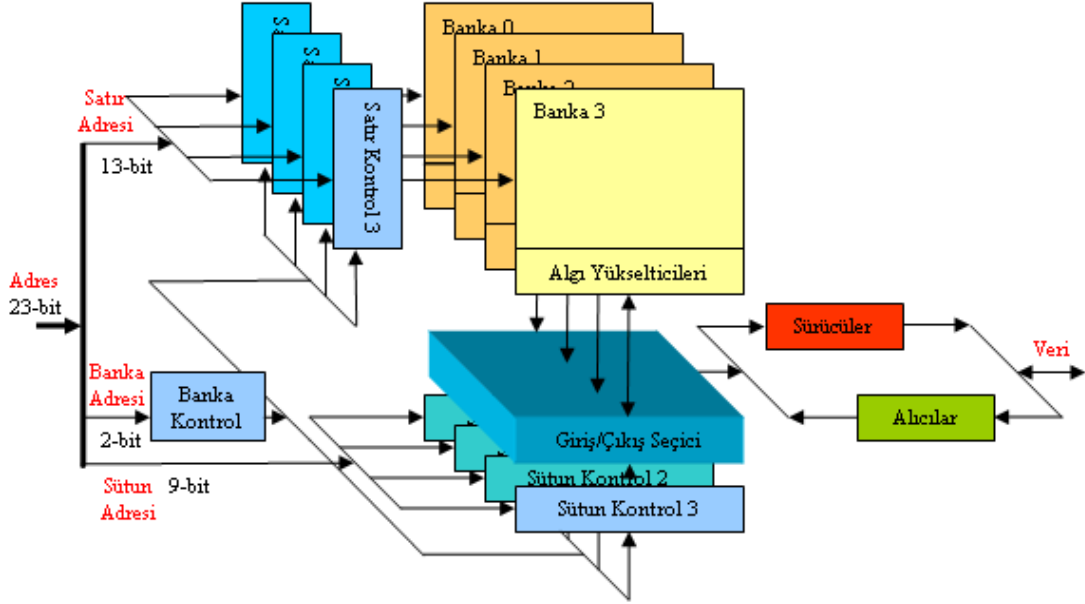 Banka 0
Banka 1
Banka 2
Banka 3
Satır
Adresi
13-bit
Satır Kontrol 3
Algı Yükselticileri
Adres
23-bit
Sürücüler
Veri
Banka
Adresi
Banka
Kontrol
2-bit
Alıcılar
Giriş/Çıkış Seçici
Sütun
Adresi
9-bit
Sütun Kontrol 2
Sütun Kontrol 3